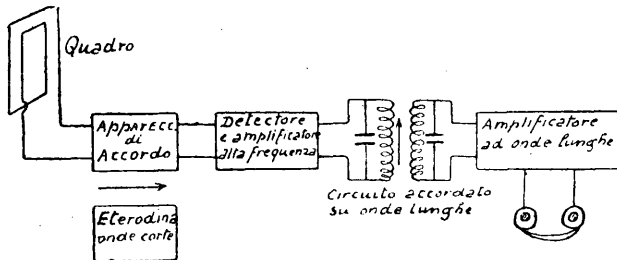 Quadro
Apparecc.
di
Accordo
Detectore
e amplificatore
alta frequenza
Amplificatore
ad onde lunghe
Circuito accordato
su onde lunghe
Eterodina
onde corte